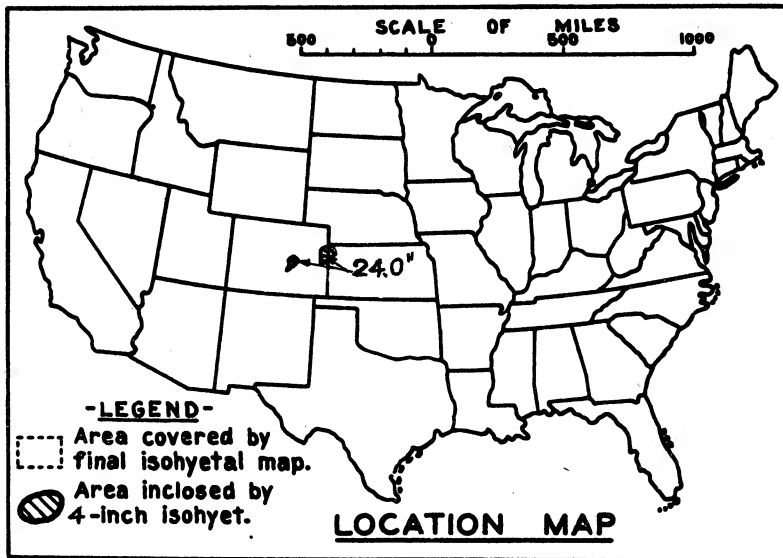 SCALE OF MILES
500 0 500 1000
24.0"
-LEGEND-
Area covered by
final isohyetal map.
Area inclosed by
4-inch isohyet.
LOCATION MAP